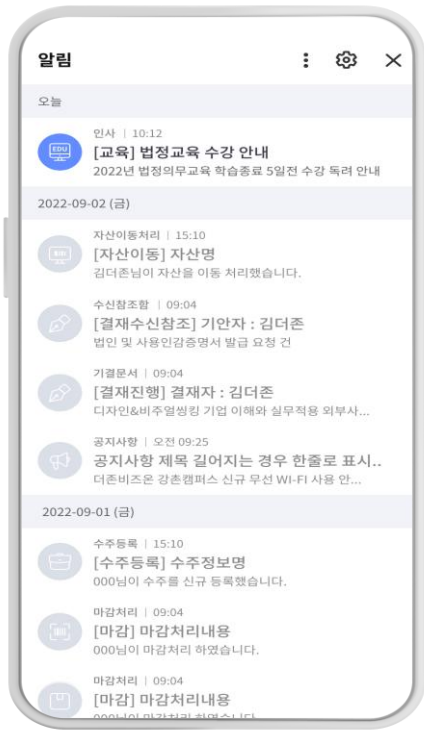 알림
오늘
인사 | 10:12
EDU
[교육] 법정교육 수강 안내
2022년 법정의무교육 학습종료 5일전 수강 독려 안내
2022-09-02 (금)
자산이동처리 | 15:10
[자산이동] 자산명
김더존님이 자산을 이동 처리했습니다.
수신참조함 | 09:04
[결재수신참조] 기안자 : 김더존
법인 및 사용인감증명서 발급 요청 건
기결문서 | 09:04
[결재진행] 결재자 : 김더존
디자인&비주얼씽킹 기업 이해와 실무적용 외부사...
공지사항 | 오전 09:25
공지사항 제목 길어지는 경우 한줄로 표시..
더존비즈온 강촌캠퍼스 신규 무선 WI-FI 사용 안...
2022-09-01 (금)
수주등록 | 15:10
[수주등록] 수주정보명
000님이 수주를 신규 등록했습니다.
마감처리 | 09:04
[마감] 마감처리내용
000님이 마감처리 하였습니다.
마감처리 | 09:04
[마감] 마감처리내용
000님이 마감처리 하였습니다.